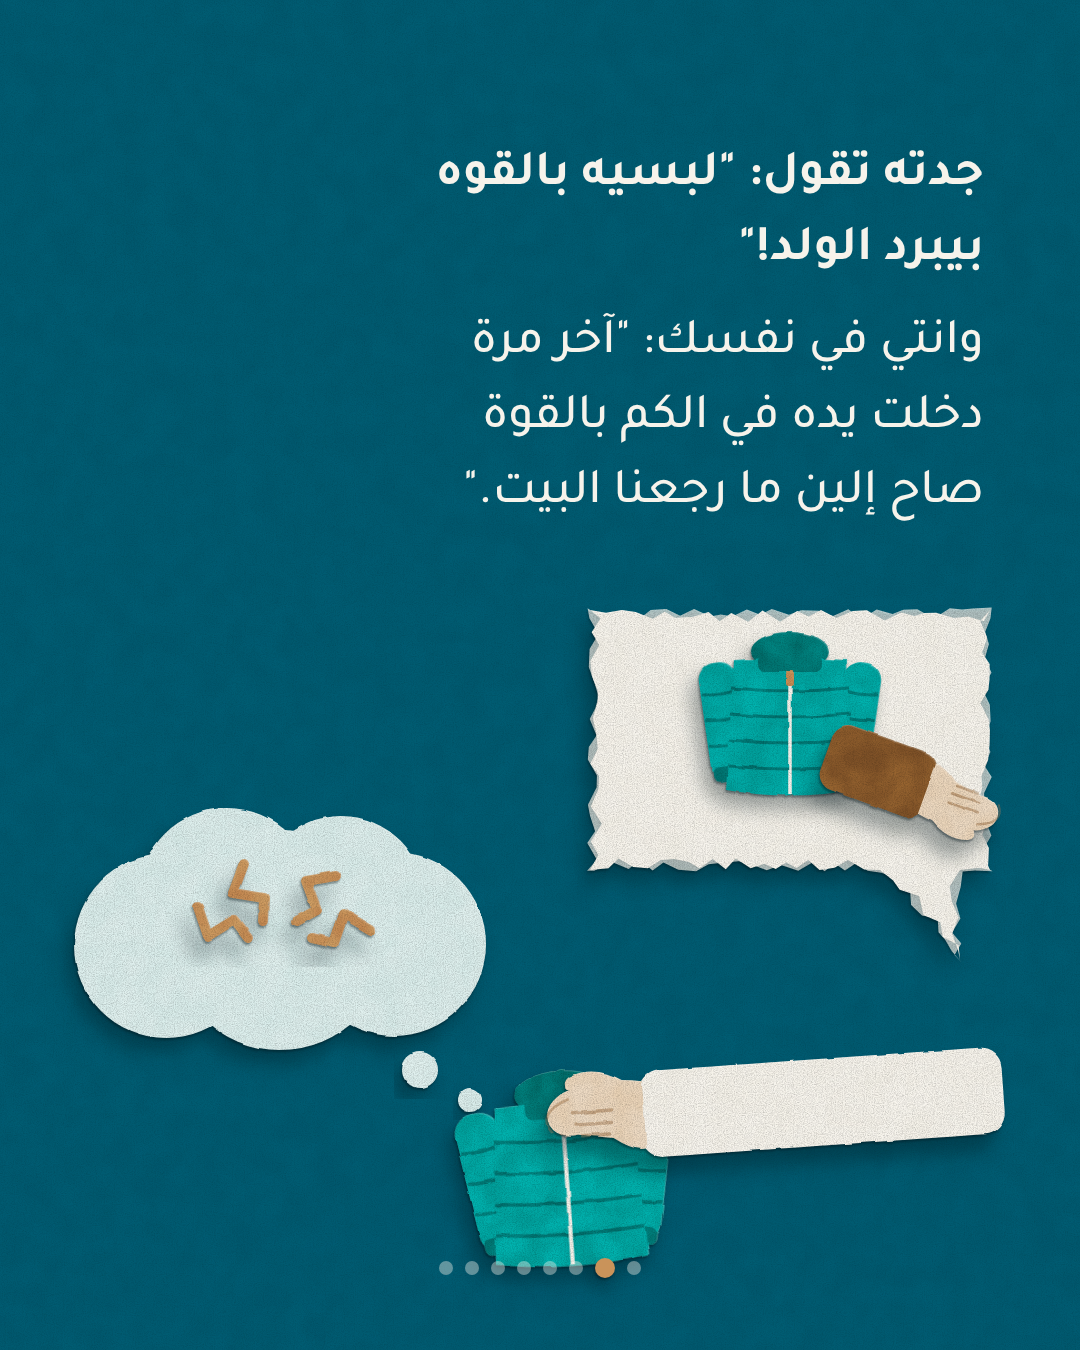 جدته تقول: "لبسيه بالقوه
بيبرد الولد!"
وانتي في نفسك: "آخر مرة
دخلت يده في الكم بالقوة
صاح إلين ما رجعنا البيت."